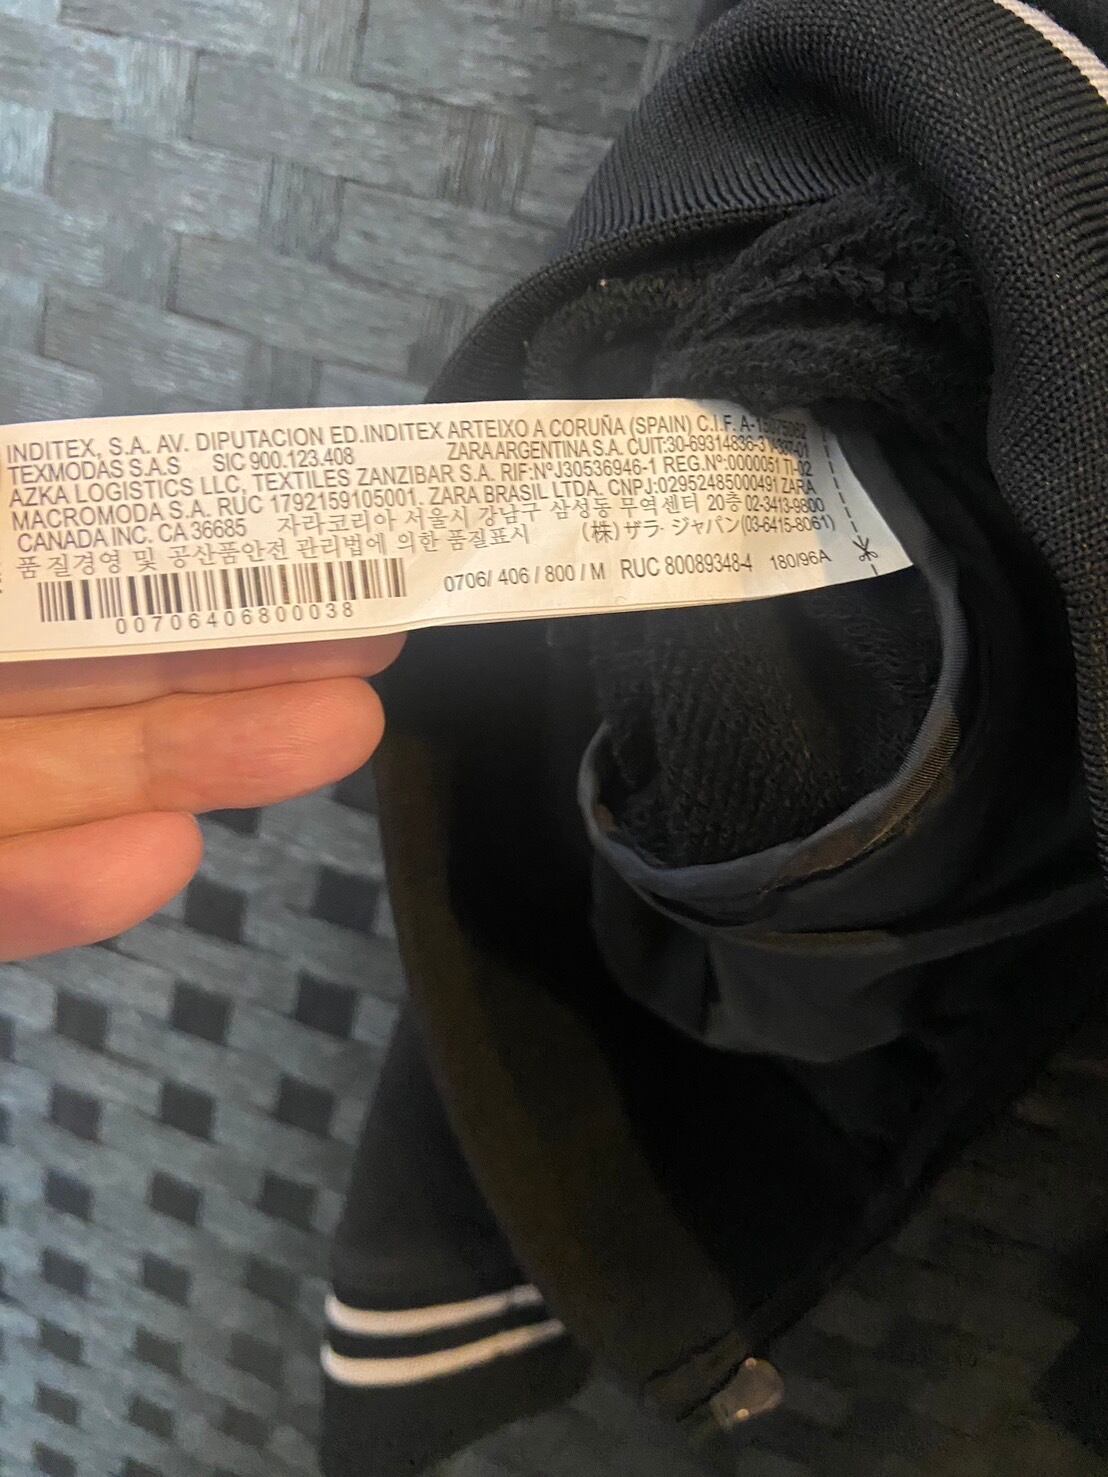 INDITEX, S.A. AV. DIPUTACION ED.INDITEX ARTEIXO A CORUÑA (SPAIN) C.I.F. A-15075062
TEXMODAS S.A.S SIC 900.123.408 ZARA ARGENTINA S.A. CUIT:30-69314836-3
AZKA LOGISTICS LLC, TEXTILES ZANZIBAR S.A. RIF:Nº J30536946-1 REG.Nº:0000051 TI-02
MACROMODA S.A. RUC 1792159105001. ZARA BRASIL LTDA. CNPJ:02952485000491 ZARA
CANADA INC. CA 36685 자라코리아 서울시 강남구 삼성동 무역센터 20층 02-3413-9800
품질경영 및 공산품안전 관리법에 의한 품질표시 (株) ザラ・ジャパン(03-6415-8061)
0706/ 406 / 800 / M RUC 80089348-4 180/96A
00706406800038